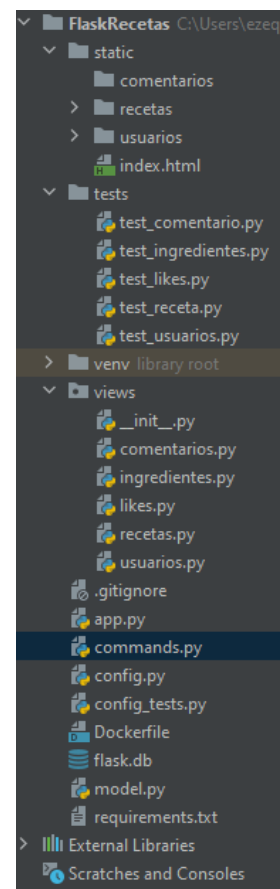 FlaskRecetas C:\Users\ezeq
static
comentarios
recetas
usuarios
index.html
tests
test_comentario.py
test_ingredientes.py
test_likes.py
test_receta.py
test_usuarios.py
venv library root
views
__init__.py
comentarios.py
ingredientes.py
likes.py
recetas.py
usuarios.py
.gitignore
app.py
commands.py
config.py
config_tests.py
Dockerfile
flask.db
model.py
requirements.txt
External Libraries
Scratches and Consoles